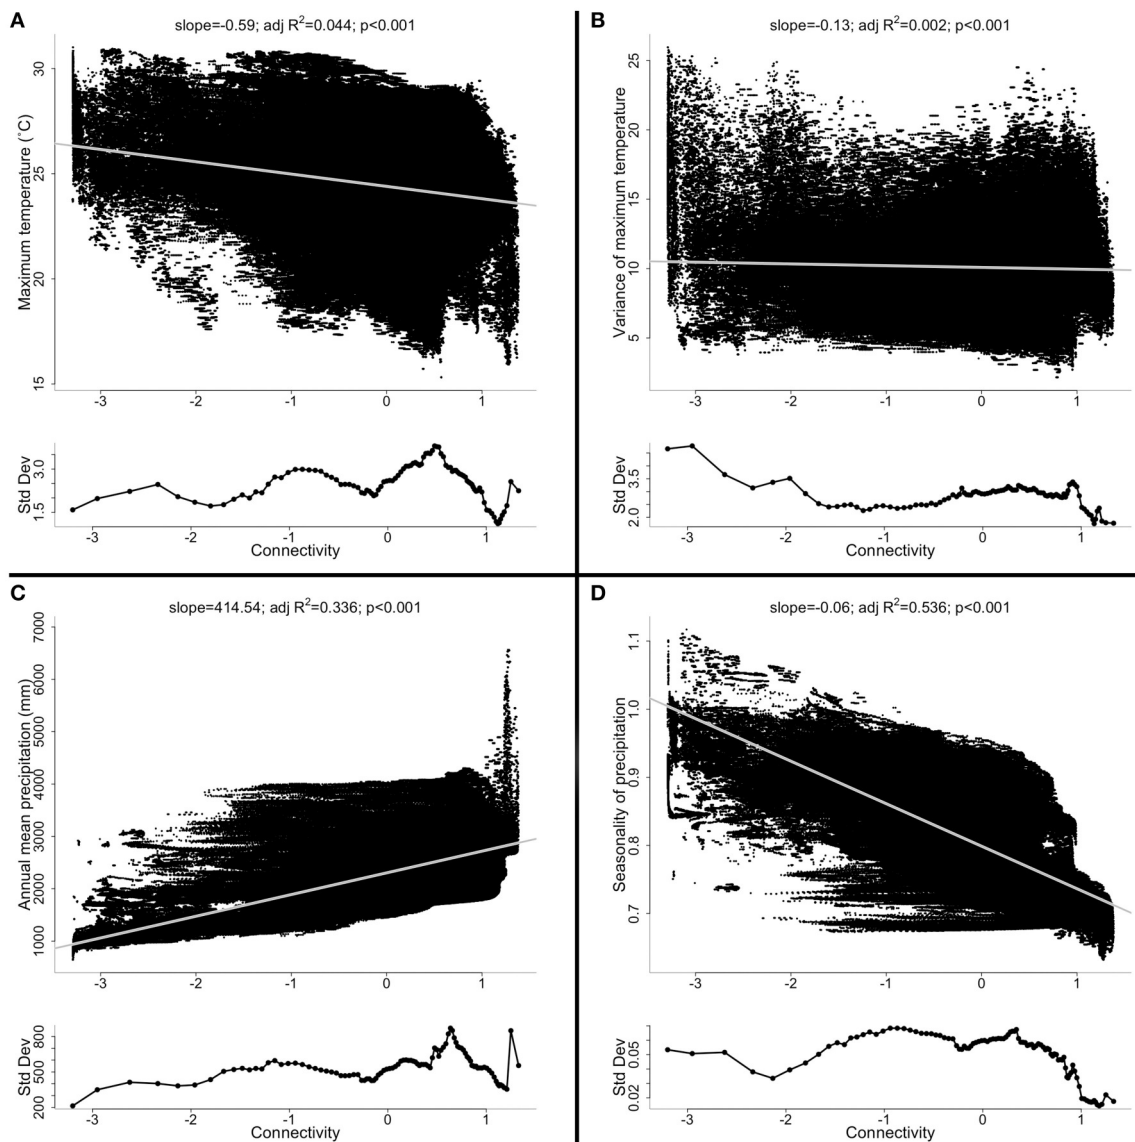 A
slope=-0.59; adj R2=0.044; p<0.001
Maximum temperature (˚C)
30
25
20
15
-3 -2 -1 0 1
Std Dev
3.0
1.5
-3 -2 -1 0 1
Connectivity
B
slope=-0.13; adj R2=0.002; p<0.001
Variance of maximum temperature
25
20
15
10
5
-3 -2 -1 0 1
Std Dev
3.5
2.0
-3 -2 -1 0 1
Connectivity
C
slope=414.54; adj R2=0.336; p<0.001
Annual mean precipitation (mm)
7000
6000
5000
4000
3000
2000
1000
-3 -2 -1 0 1
Std Dev
800
500
200
-3 -2 -1 0 1
Connectivity
D
slope=-0.06; adj R2=0.536; p<0.001
Seasonality of precipitation
1.1
1.0
0.9
0.8
0.7
-3 -2 -1 0 1
Std Dev
0.05
0.02
-3 -2 -1 0 1
Connectivity